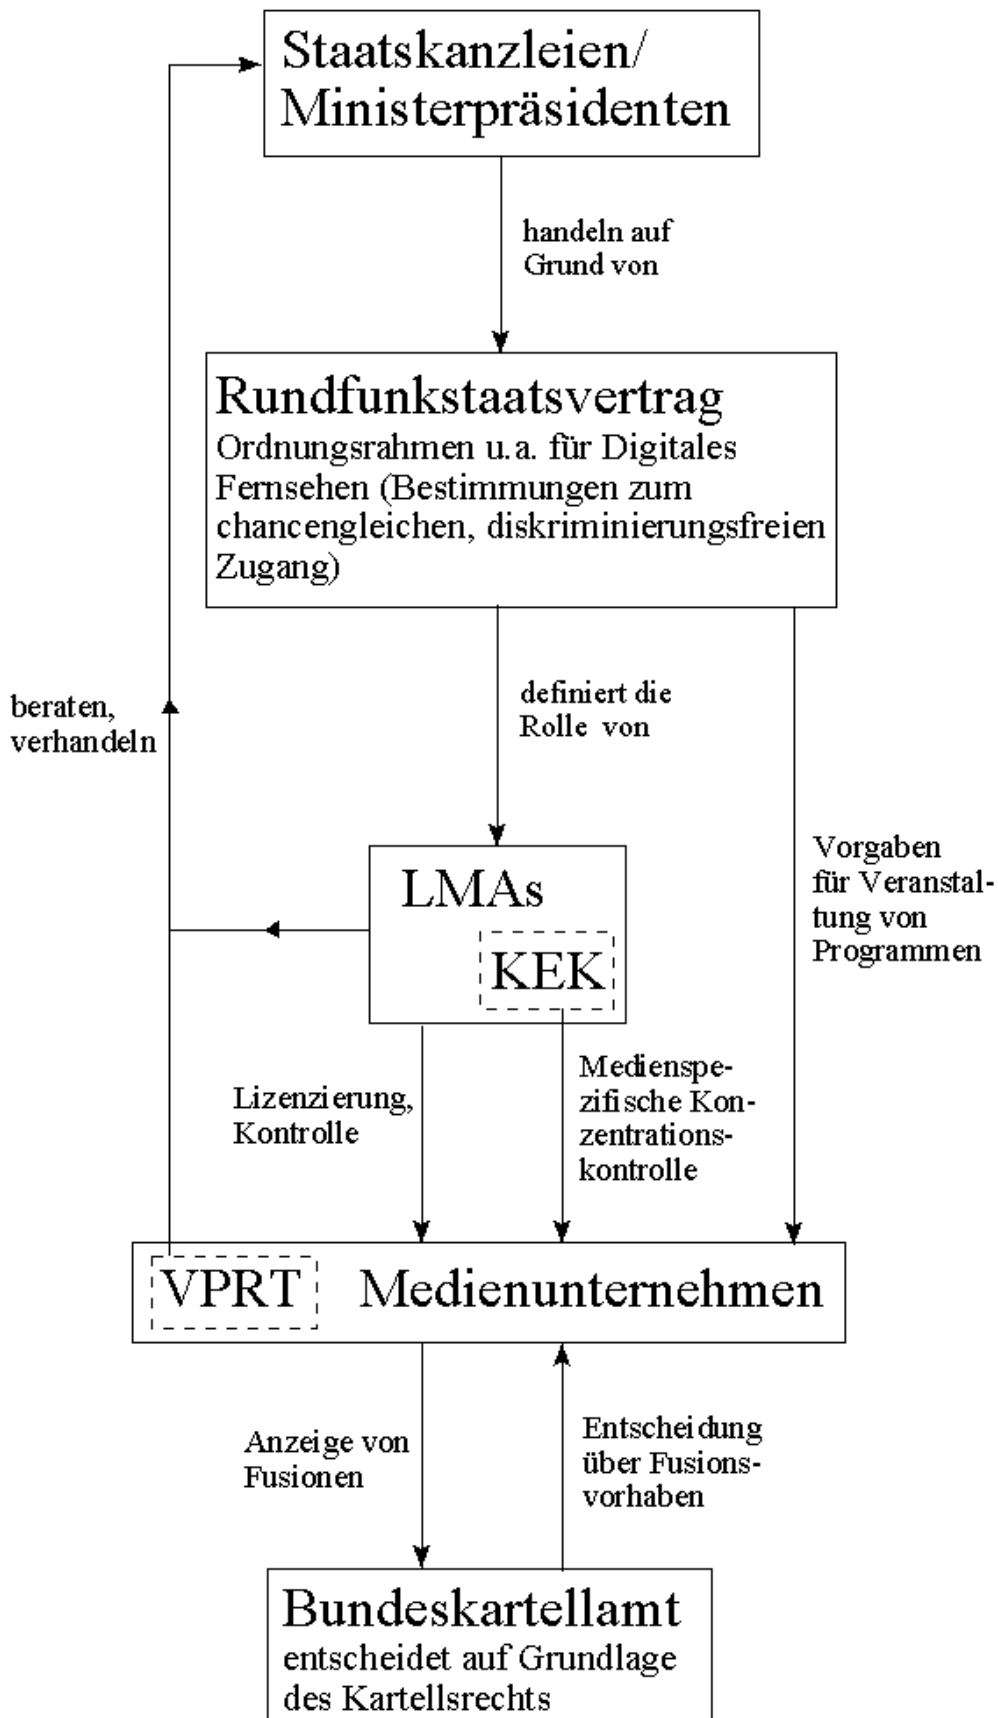 Staatskanzleien/
Ministerpräsidenten
handeln auf
Grund von
Rundfunkstaatsvertrag
Ordnungsrahmen u.a. für Digitales
Fernsehen (Bestimmungen zum
chancengleichen, diskriminierungsfreien
Zugang)
beraten,
verhandeln
definiert die
Rolle von
Vorgaben
für Veranstal-
tung von
Programmen
LMAs
KEK
Lizenzierung,
Kontrolle
Medienspe-
zifische Kon-
zentrations-
kontrolle
VPRT Medienunternehmen
Anzeige von
Fusionen
Entscheidung
über Fusions-
vorhaben
Bundeskartellamt
entscheidet auf Grundlage
des Kartellsrechts